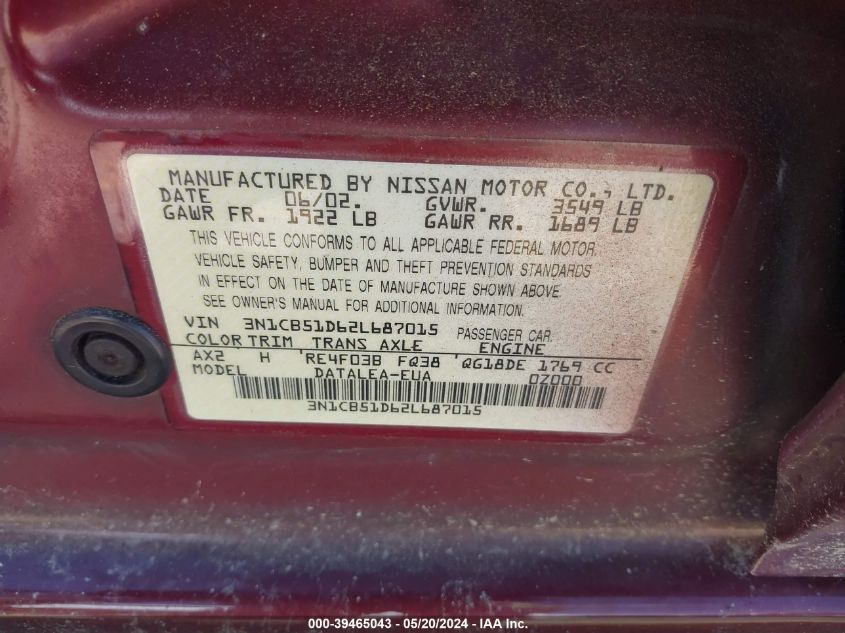 MANUFACTURED BY NISSAN MOTOR CO., LTD.
DATE 06/02. GVWR. 3549 LB
GAWR FR. 1922 LB GAWR RR. 1689 LB
THIS VEHICLE CONFORMS TO ALL APPLICABLE FEDERAL MOTOR
VEHICLE SAFETY, BUMPER AND THEFT PREVENTION STANDARDS
IN EFFECT ON THE DATE OF MANUFACTURE SHOWN ABOVE.
SEE OWNER'S MANUAL FOR ADDITIONAL INFORMATION.
VIN 3N1CB51D62L687015 PASSENGER CAR
COLOR TRIM TRANS AXLE ENGINE
AX2 H RE4F03B FQ38 QG18DE 1769 CC
MODEL DATALEA-EUA 0Z000
3N1CB51D62L687015
000-39465043 - 05/20/2024 - IAA Inc.